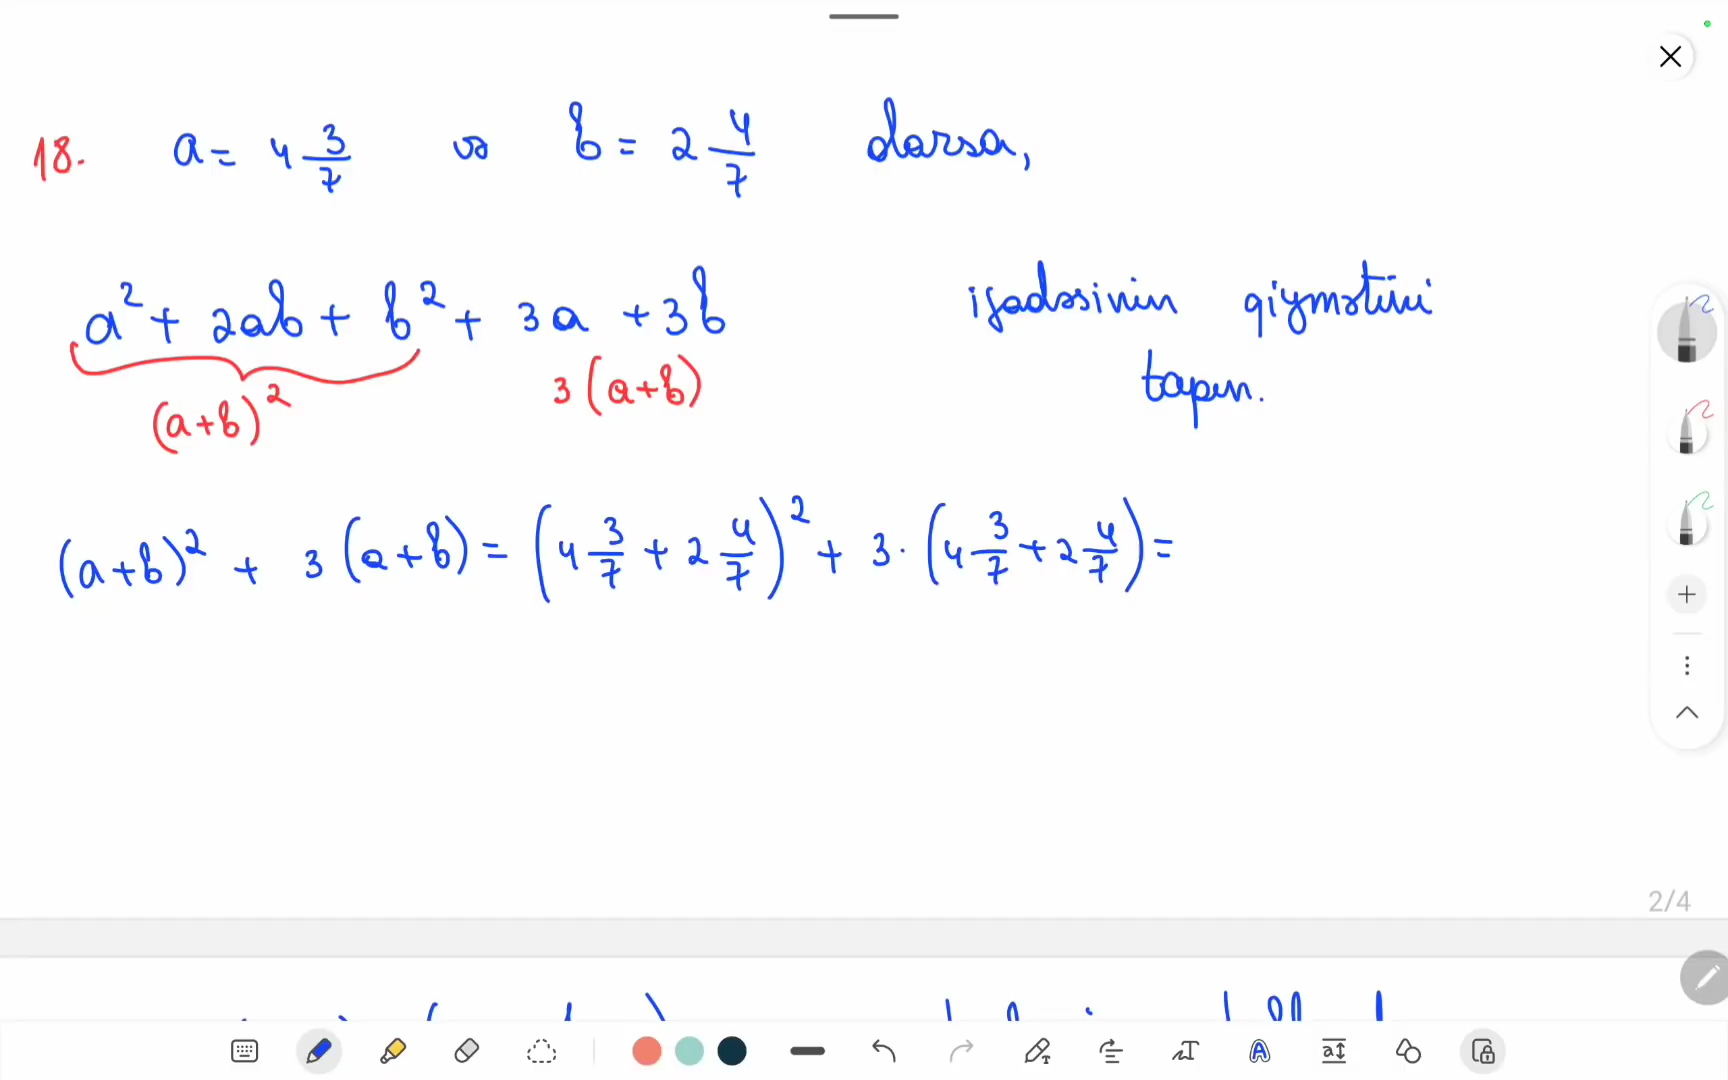 18. a = 4 3/7 və b = 2 4/7 olarsa,
a² + 2ab + b² + 3a + 3b ifadəsinin qiymətini
(a+b)² 3(a+b) tapın.
(a+b)² + 3(a+b) = (4 3/7 + 2 4/7)² + 3·(4 3/7 + 2 4/7) =
2/4